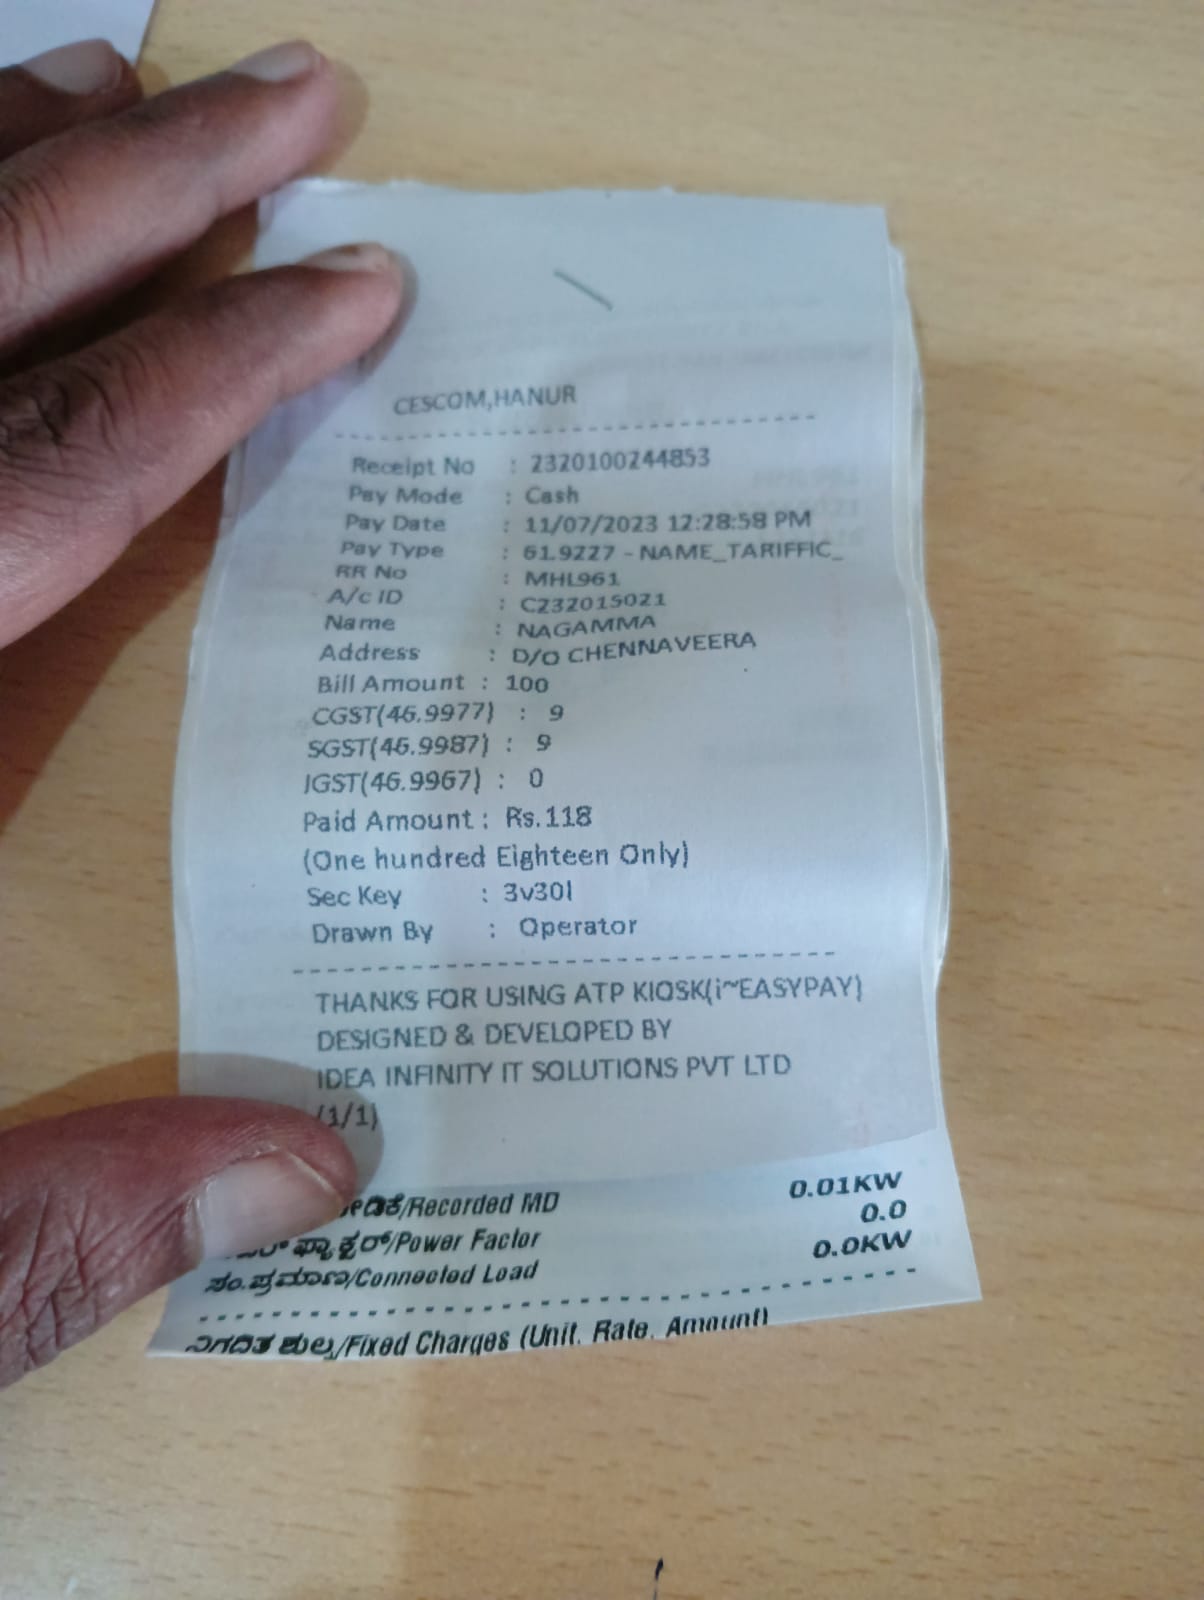 CESCOM,HANUR
--------------------------------
Receipt No : 2320100244853
Pay Mode : Cash
Pay Date : 11/07/2023 12:28:58 PM
Pay Type : 61.9227 - NAME_TARIFFIC_
RR No : MHL961
A/c ID : C232015021
Name : NAGAMMA
Address : D/O CHENNAVEERA
Bill Amount : 100
CGST(46.9977) : 9
SGST(46.9987) : 9
IGST(46.9967) : 0
Paid Amount : Rs.118
(One hundred Eighteen Only)
Sec Key : 3v30l
Drawn By : Operator
--------------------------------
THANKS FOR USING ATP KIOSK(i~EASYPAY)
DESIGNED & DEVELOPED BY
IDEA INFINITY IT SOLUTIONS PVT LTD
(1/1)
/Recorded MD 0.01KW
ಫ್ಯಾಕ್ಟರ್/Power Factor 0.0
ಸಂ.ಪ್ರಮಾಣ/Connected Load 0.0KW
--------------------------------
ನಿಗದಿತ ಶುಲ್ಕ/Fixed Charges (Unit, Rate, Amount)